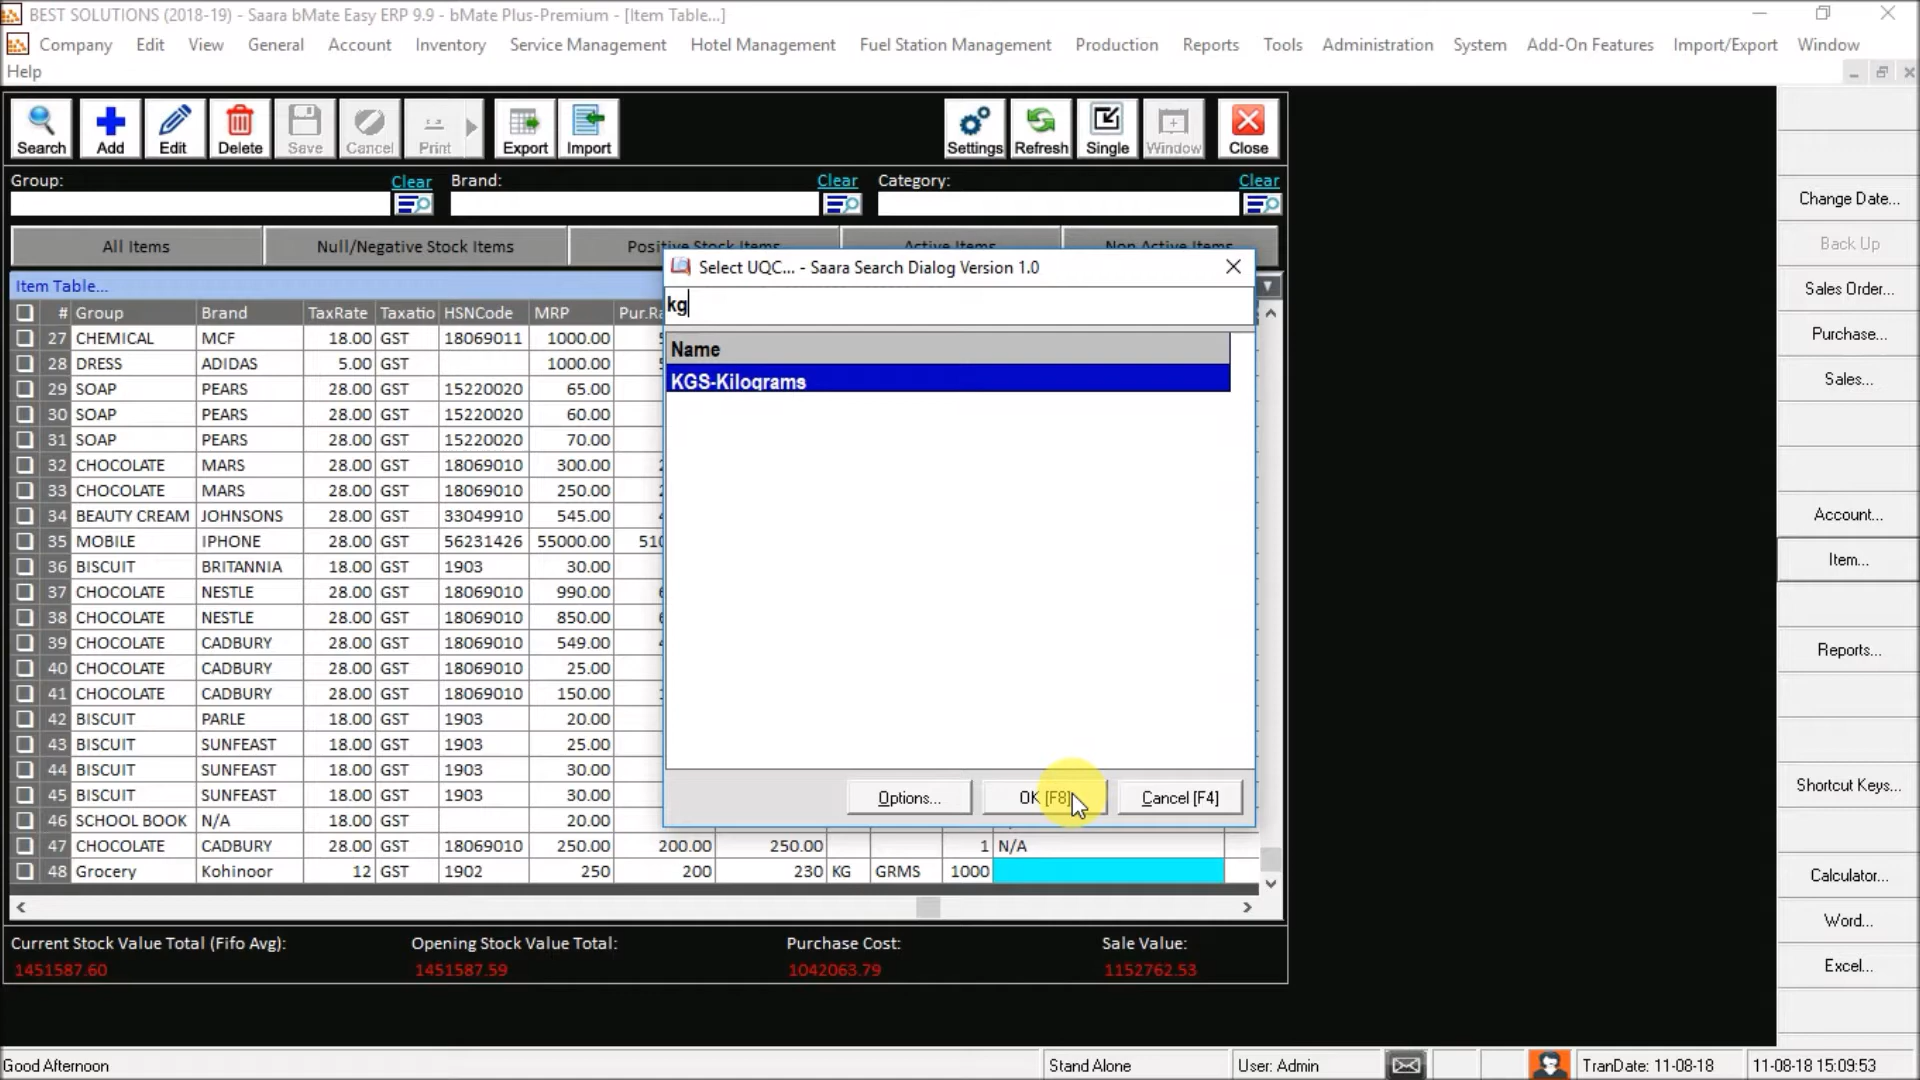 BEST SOLUTIONS (2018-19) - Saara bMate Easy ERP 9.9 - bMate Plus-Premium - [Item Table...]
Company Edit View General Account Inventory Service Management Hotel Management Fuel Station Management Production Reports Tools Administration System Add-On Features Import/Export Window
Help
Search Add Edit Delete Save Cancel Print Export Import Settings Refresh Single Window Close
Group: Clear Brand: Clear Category: Clear
All Items Null/Negative Stock Items Positive Stock Items Active Items Non Active Items
Item Table...
# Group Brand TaxRate Taxatio HSNCode MRP
27 CHEMICAL MCF 18.00 GST 18069011 1000.00
28 DRESS ADIDAS 5.00 GST 1000.00
29 SOAP PEARS 28.00 GST 15220020 65.00
30 SOAP PEARS 28.00 GST 15220020 60.00
31 SOAP PEARS 28.00 GST 15220020 70.00
32 CHOCOLATE MARS 28.00 GST 18069010 300.00
33 CHOCOLATE MARS 28.00 GST 18069010 250.00
34 BEAUTY CREAM JOHNSONS 28.00 GST 33049910 545.00
35 MOBILE IPHONE 28.00 GST 56231426 55000.00
36 BISCUIT BRITANNIA 18.00 GST 1903 30.00
37 CHOCOLATE NESTLE 28.00 GST 18069010 990.00
38 CHOCOLATE NESTLE 28.00 GST 18069010 850.00
39 CHOCOLATE CADBURY 28.00 GST 18069010 549.00
40 CHOCOLATE CADBURY 28.00 GST 18069010 25.00
41 CHOCOLATE CADBURY 28.00 GST 18069010 150.00
42 BISCUIT PARLE 18.00 GST 1903 20.00
43 BISCUIT SUNFEAST 18.00 GST 1903 25.00
44 BISCUIT SUNFEAST 18.00 GST 1903 30.00
45 BISCUIT SUNFEAST 18.00 GST 1903 30.00
46 SCHOOL BOOK N/A 18.00 GST 20.00
47 CHOCOLATE CADBURY 28.00 GST 18069010 250.00 200.00 250.00 1 N/A
48 Grocery Kohinoor 12 GST 1902 250 200 230 KG GRMS 1000
Select UQC... - Saara Search Dialog Version 1.0
kg
Name
KGS-Kilograms
Options... OK [F8] Cancel [F4]
Current Stock Value Total (Fifo Avg): Opening Stock Value Total: Purchase Cost: Sale Value:
1451587.60 1451587.59 1042063.79 1152762.53
Change Date...
Back Up
Sales Order...
Purchase...
Sales...
Account...
Item...
Reports...
Shortcut Keys...
Calculator...
Word...
Excel...
Good Afternoon Stand Alone User: Admin TranDate: 11-08-18 11-08-18 15:09:53